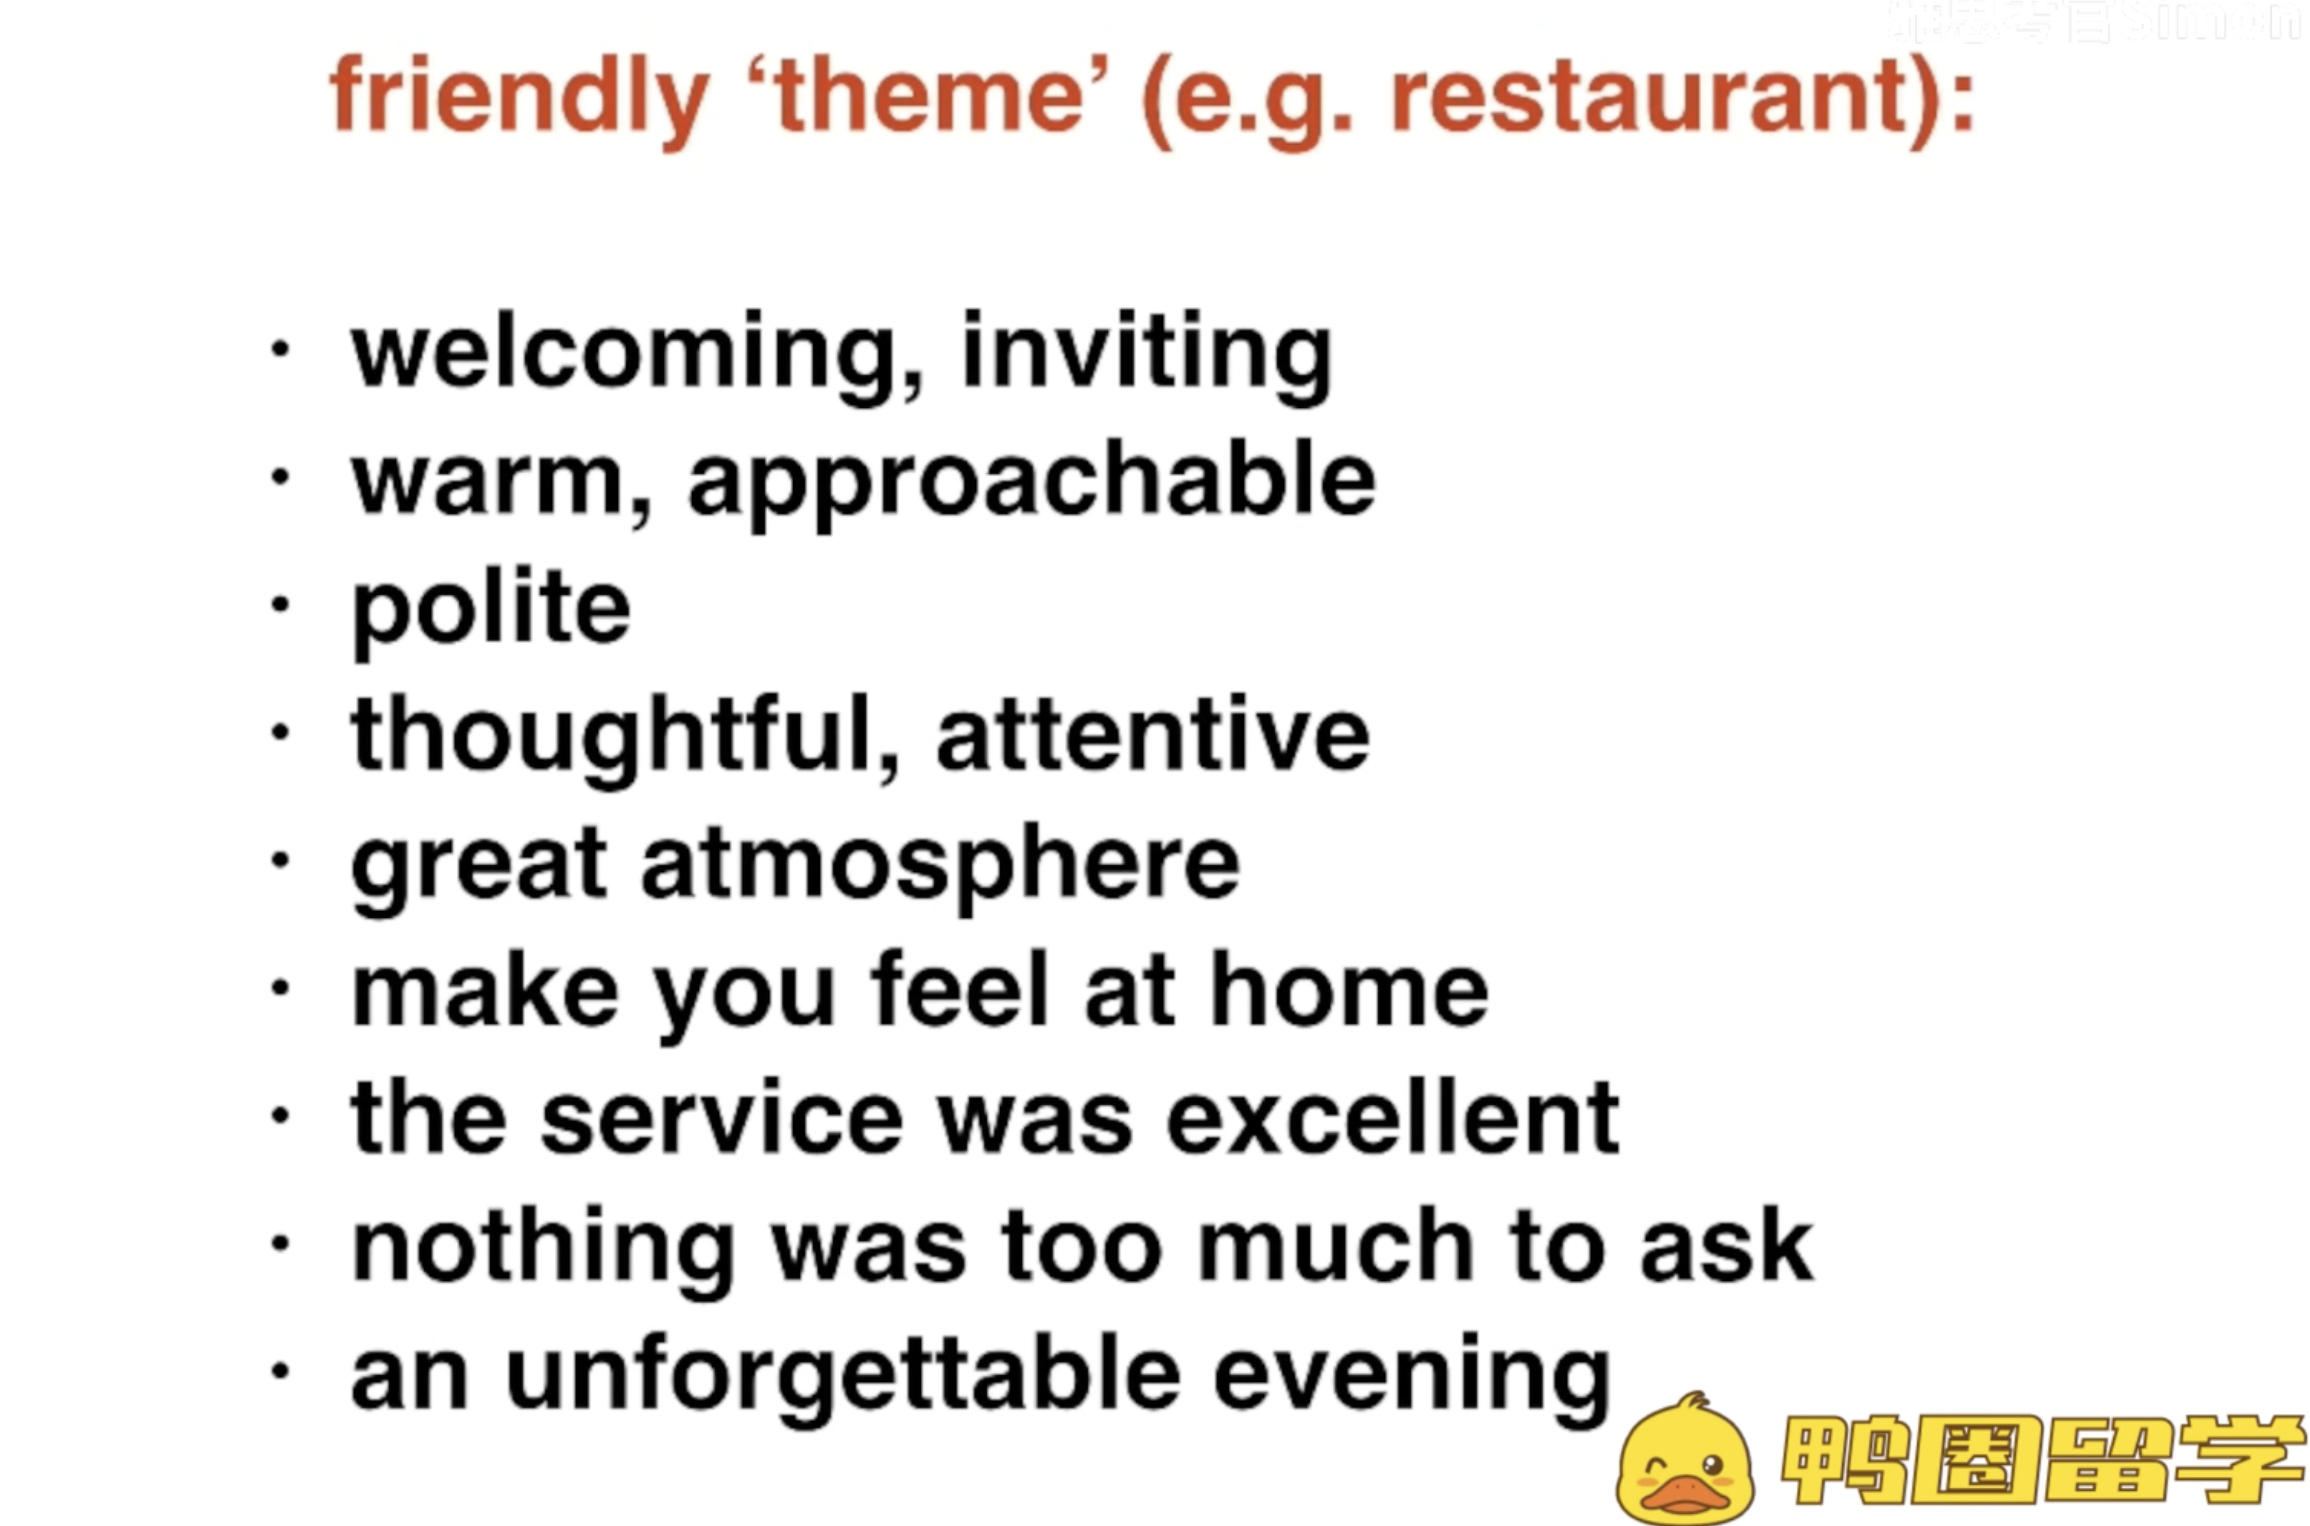 friendly ‘theme’ (e.g. restaurant):
• welcoming, inviting
• warm, approachable
• polite
• thoughtful, attentive
• great atmosphere
• make you feel at home
• the service was excellent
• nothing was too much to ask
• an unforgettable evening
鸭圈留学